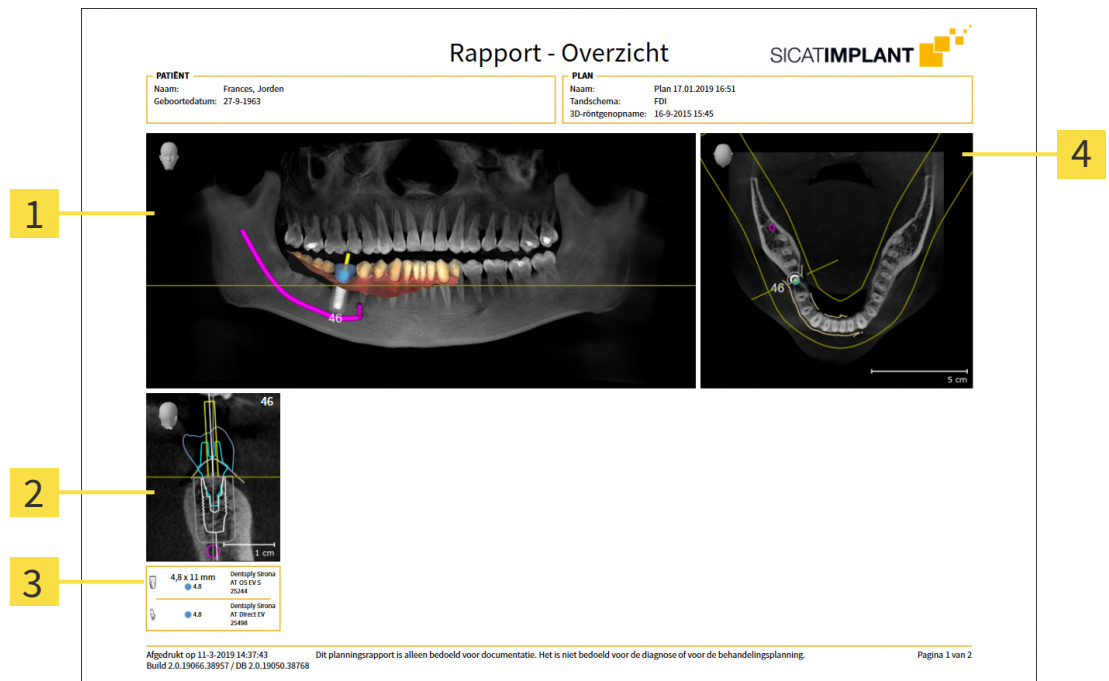 Rapport - Overzicht
SICATIMPLANT
PATIËNT
Naam: Frances, Jorden
Geboortedatum: 27-9-1963
PLAN
Naam: Plan 17.01.2019 16:51
Tandschema: FDI
3D-röntgenopname: 16-9-2015 15:45
1
46
4
46
5 cm
2
46
1 cm
3
4,8 x 11 mm
4.8
Dentsply Sirona
AT OS EV S
25244
4.8
Dentsply Sirona
AT Direct EV
25498
Afgedrukt op 11-3-2019 14:37:43
Build 2.0.19066.38957 / DB 2.0.19050.38768
Dit planningsrapport is alleen bedoeld voor documentatie. Het is niet bedoeld voor de diagnose of voor de behandelingsplanning.
Pagina 1 van 2